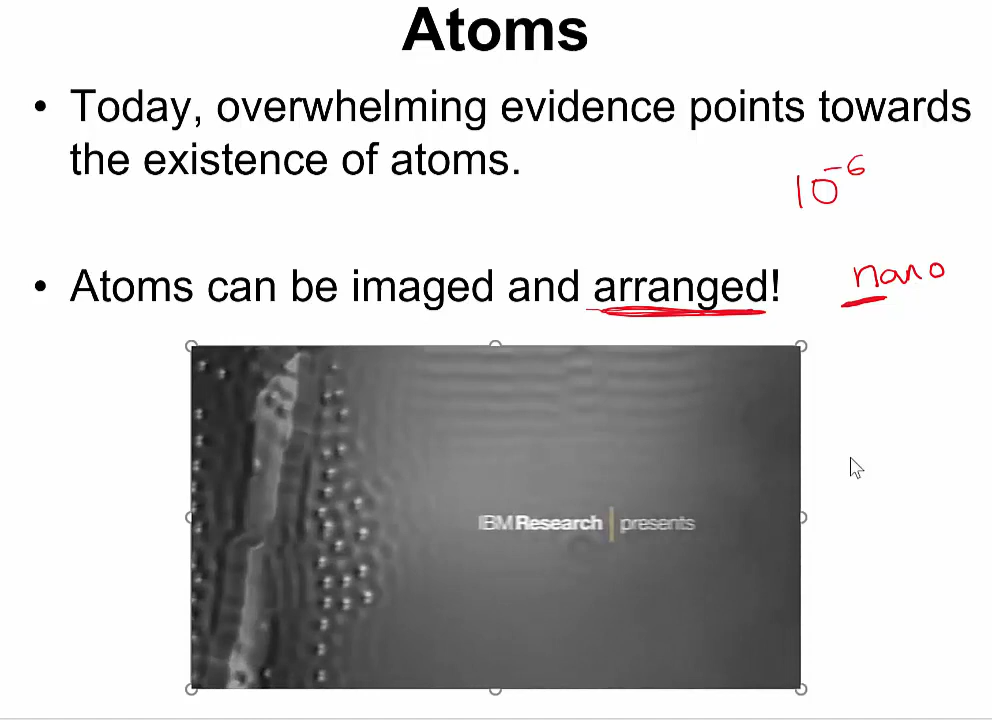 Atoms
• Today, overwhelming evidence points towards
the existence of atoms.
10⁻⁶
• Atoms can be imaged and arranged!
nano
IBM Research | presents